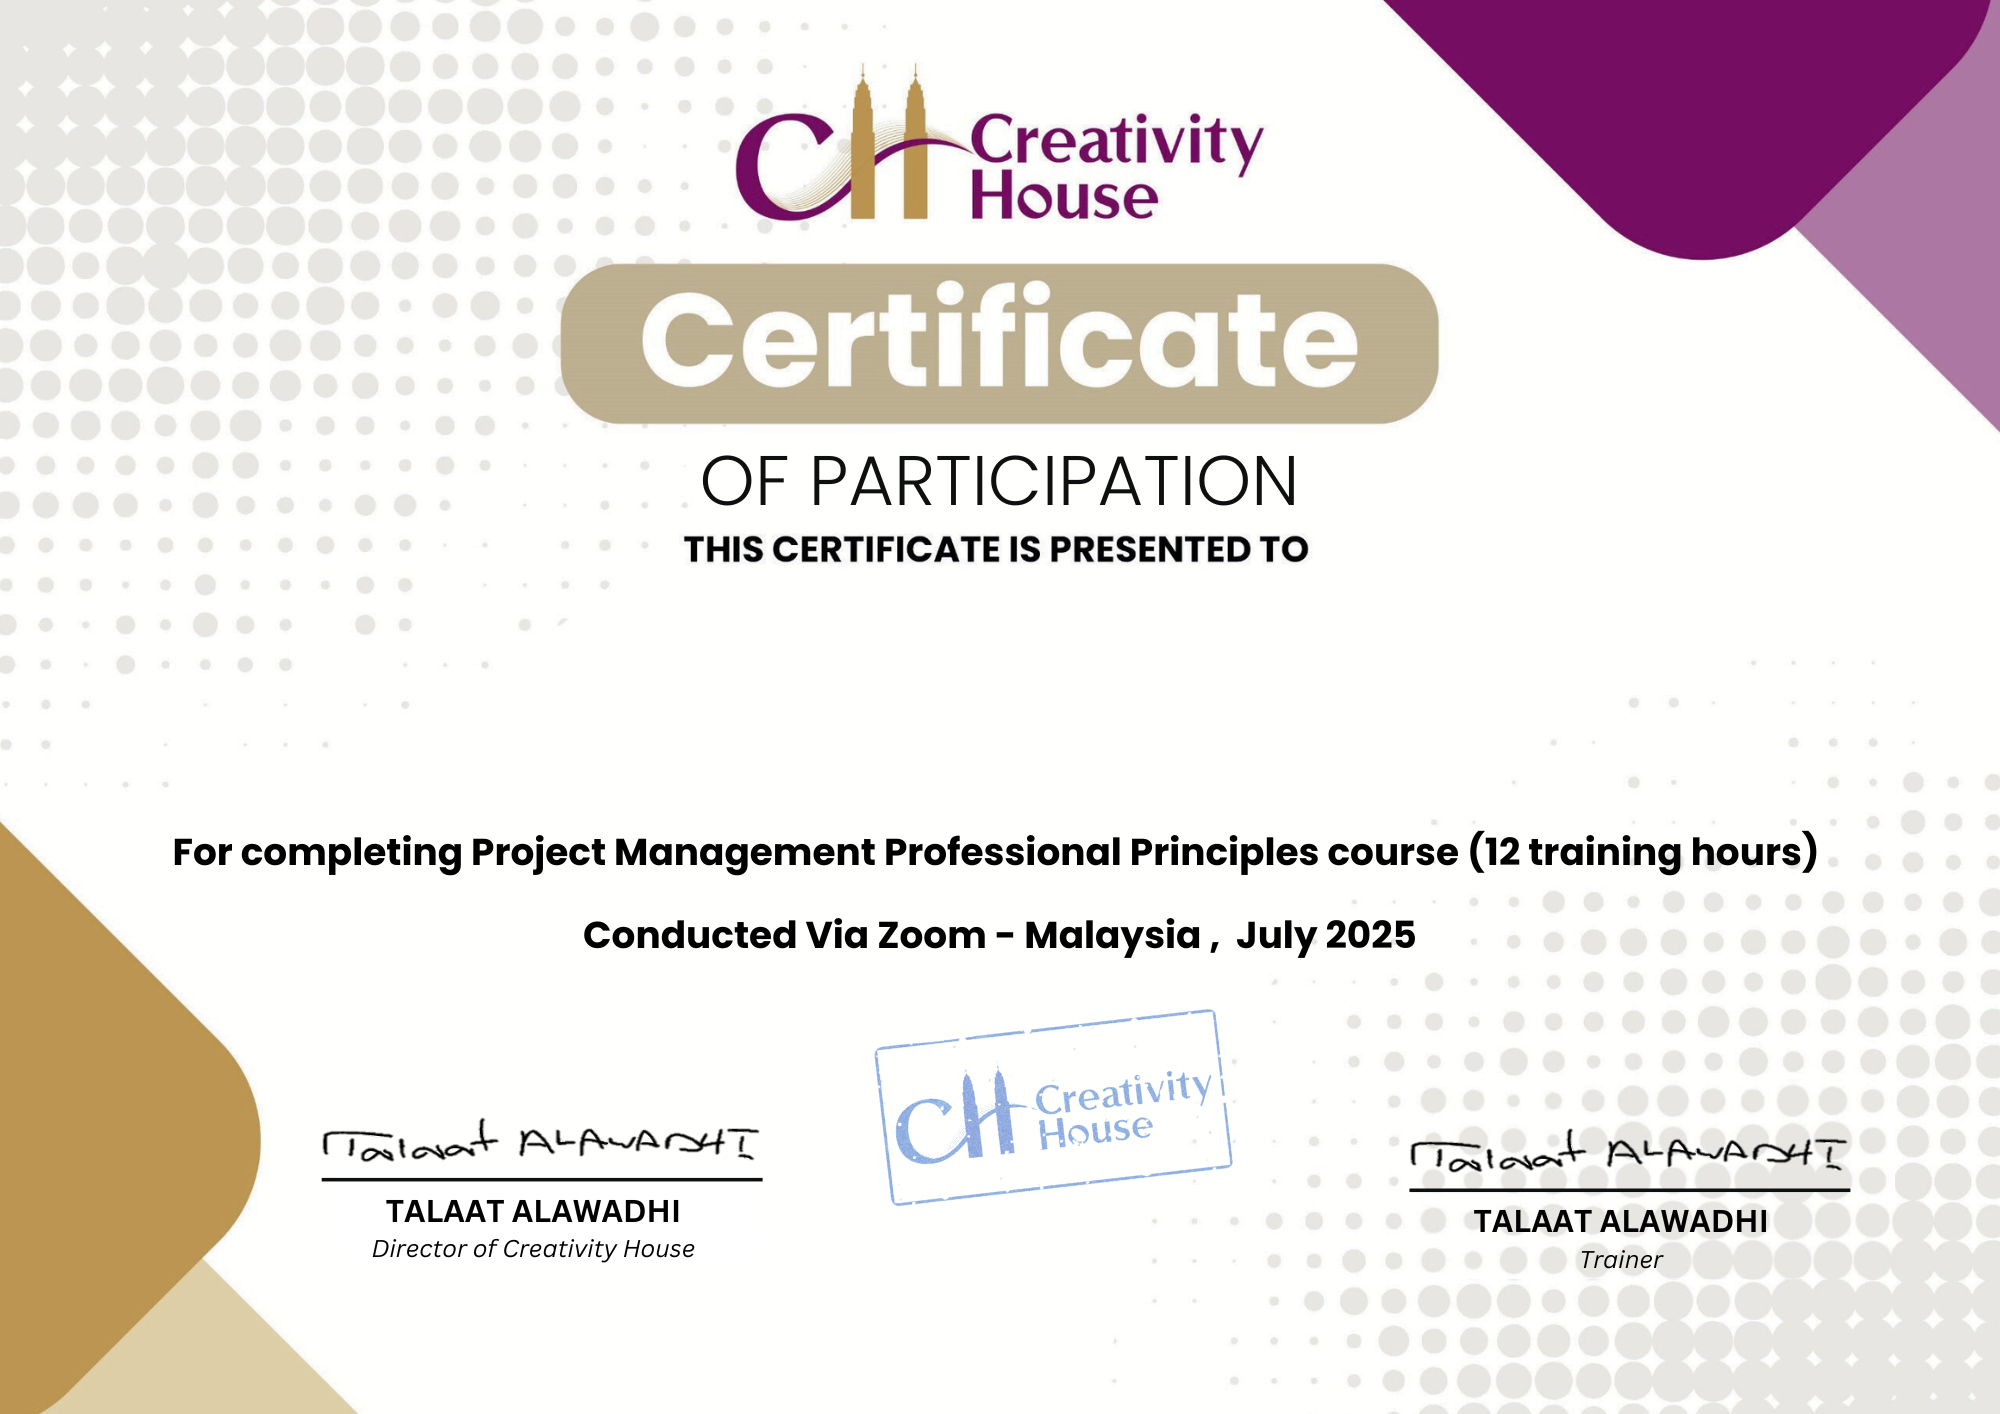 Creativity
House
Certificate
OF PARTICIPATION
THIS CERTIFICATE IS PRESENTED TO
For completing Project Management Professional Principles course (12 training hours)
Conducted Via Zoom - Malaysia , July 2025
CH Creativity
House
Talaat ALAWADHI
TALAAT ALAWADHI
Director of Creativity House
Talaat ALAWADHI
TALAAT ALAWADHI
Trainer